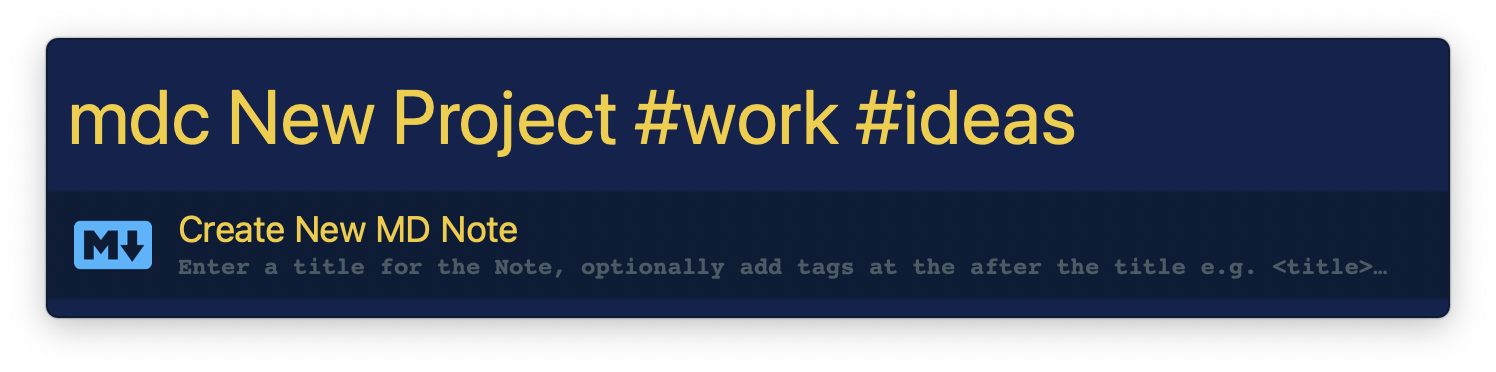 mdc New Project #work #ideas
Create New MD Note
Enter a title for the Note, optionally add tags at the after the title e.g. <title>…